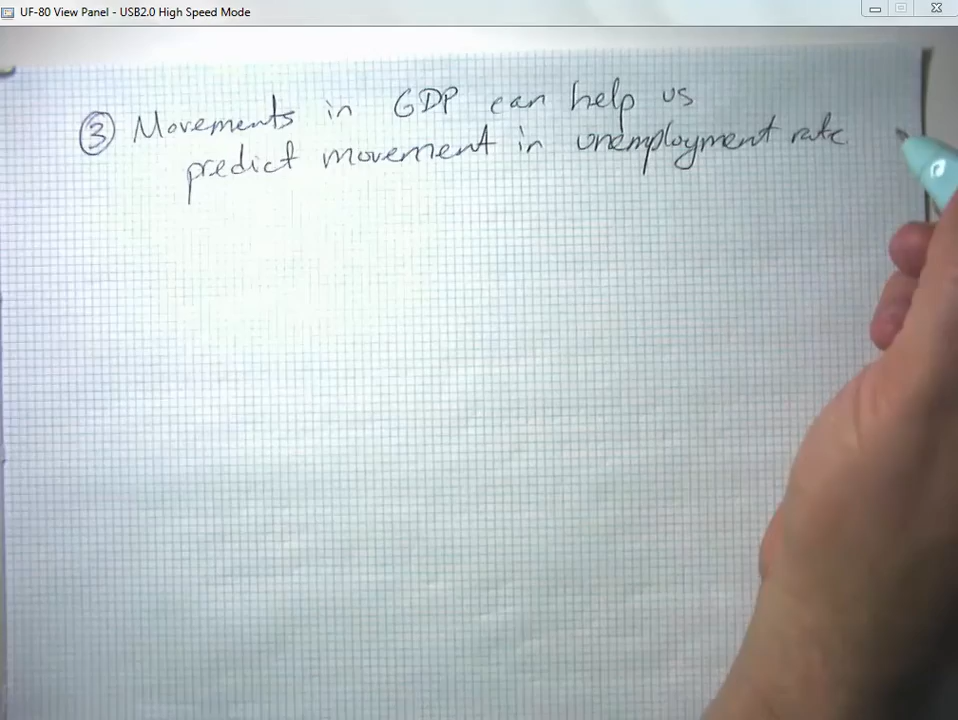 UF-80 View Panel - USB2.0 High Speed Mode
③ Movements in GDP can help us
predict movement in unemployment rate